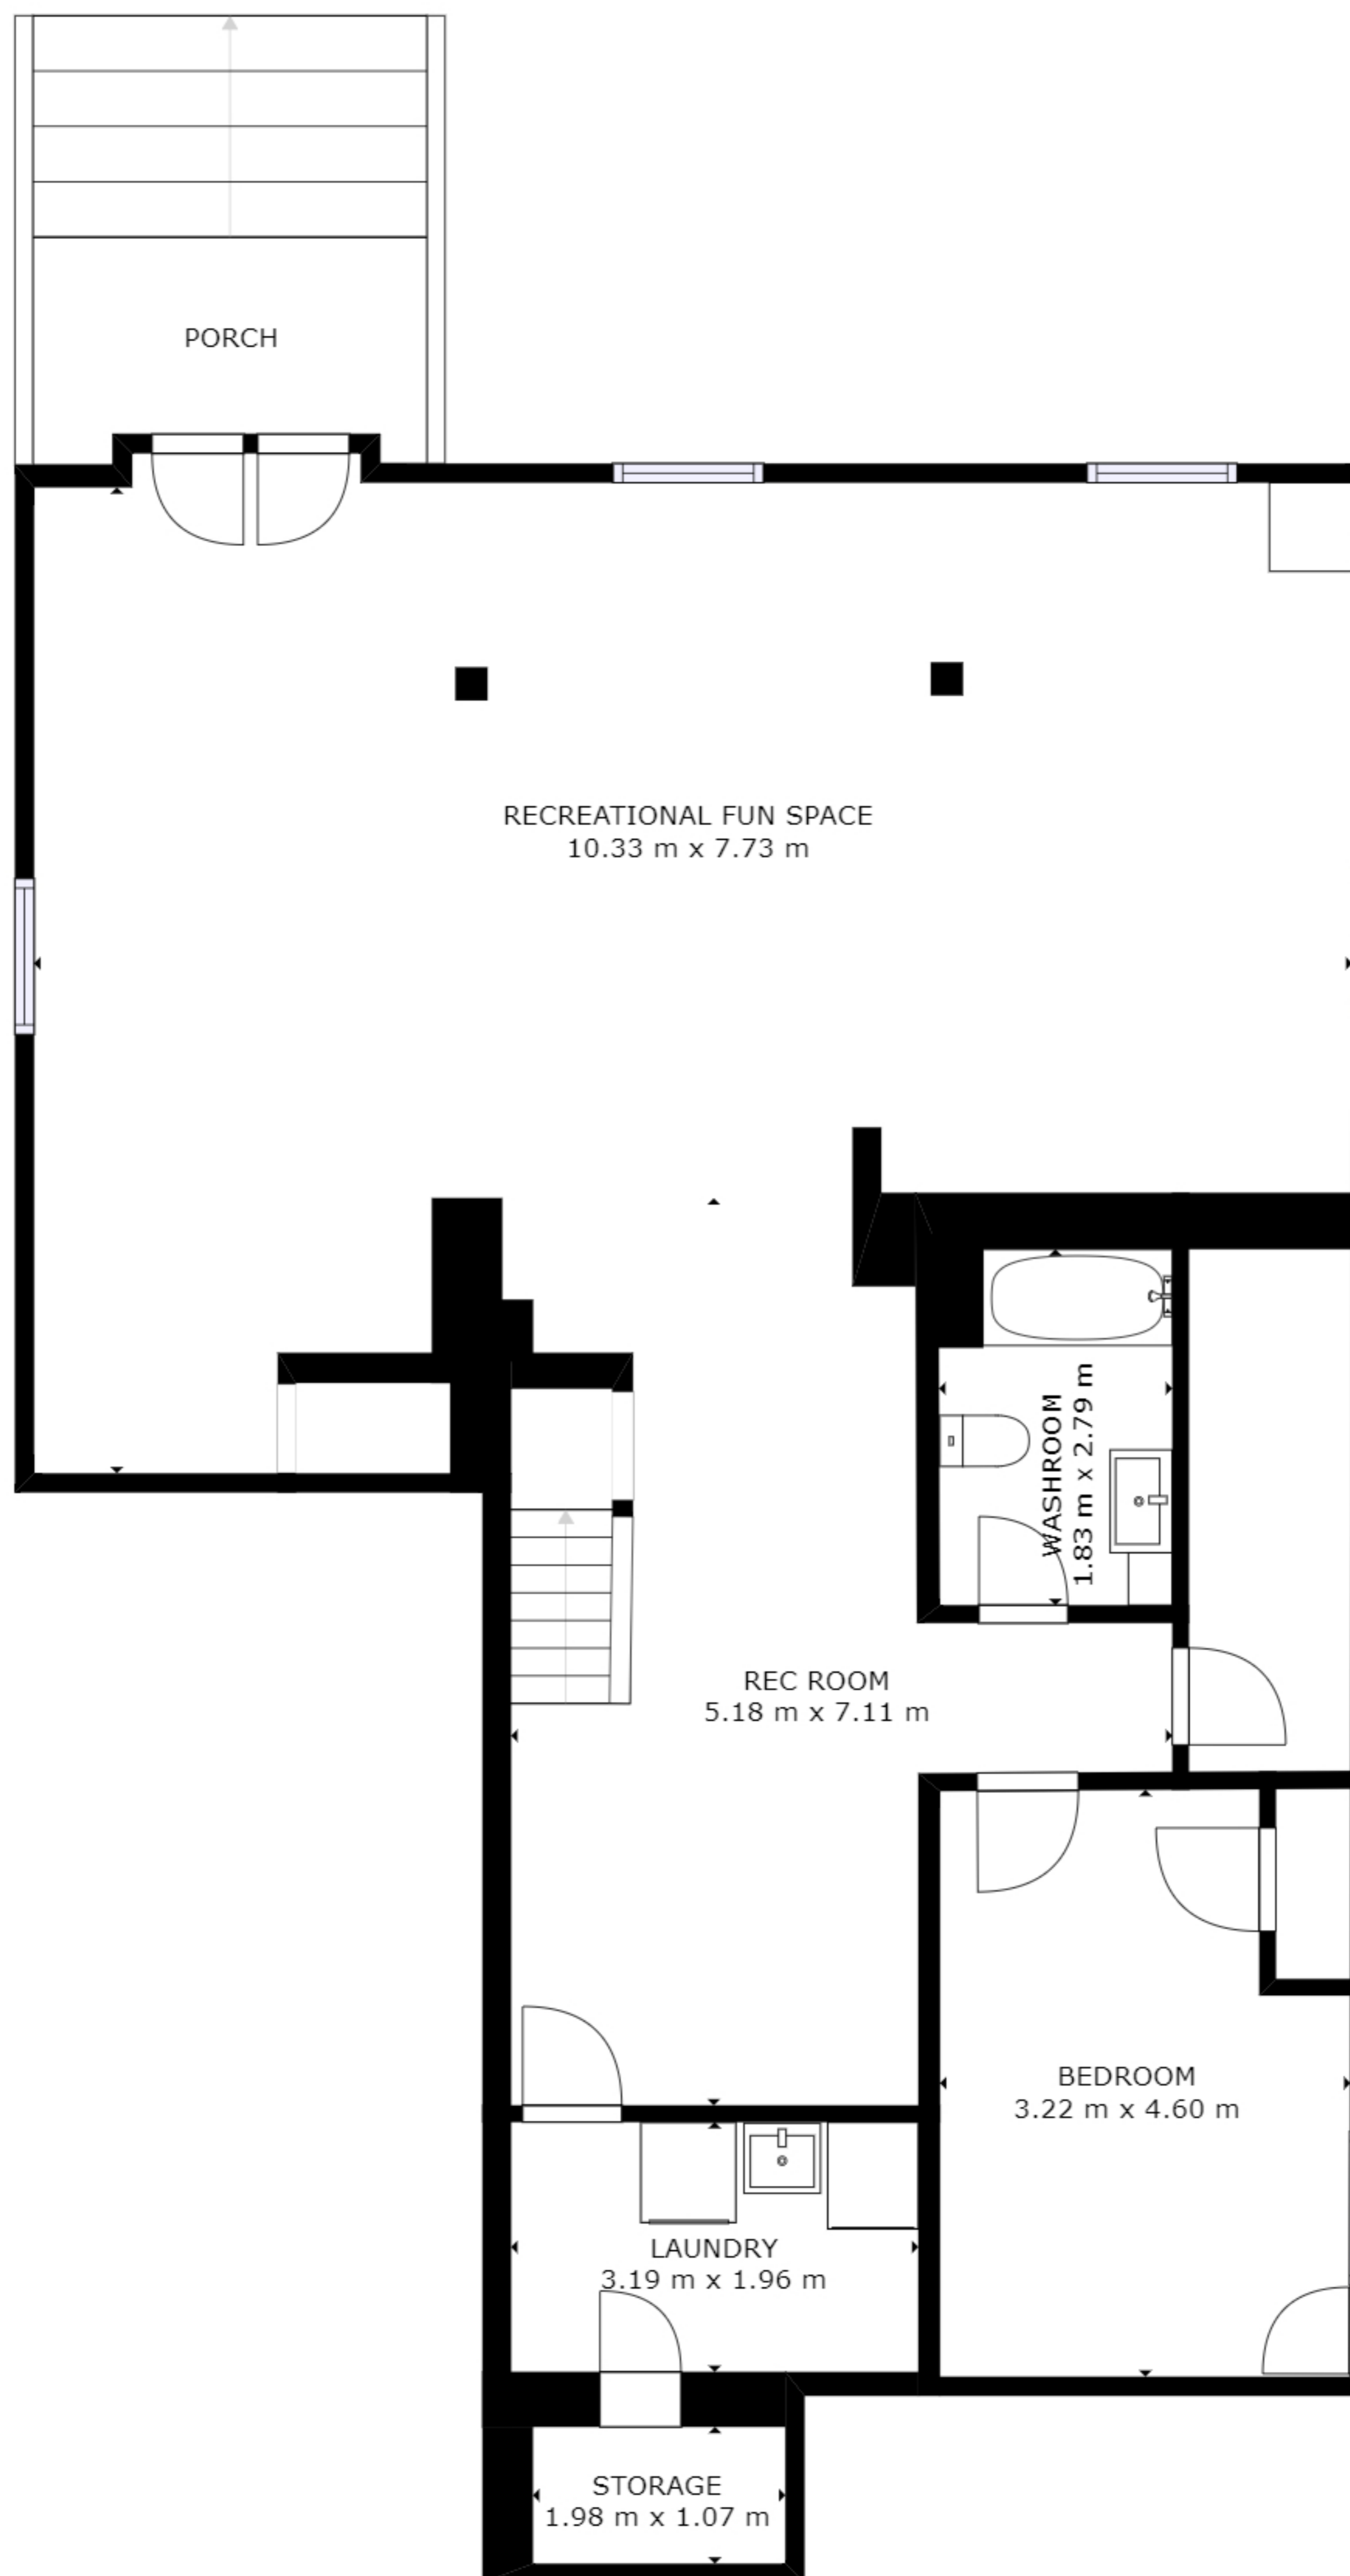 PORCH
RECREATIONAL FUN SPACE
10.33 m x 7.73 m
WASHROOM
1.83 m x 2.79 m
REC ROOM
5.18 m x 7.11 m
BEDROOM
3.22 m x 4.60 m
LAUNDRY
3.19 m x 1.96 m
STORAGE
1.98 m x 1.07 m